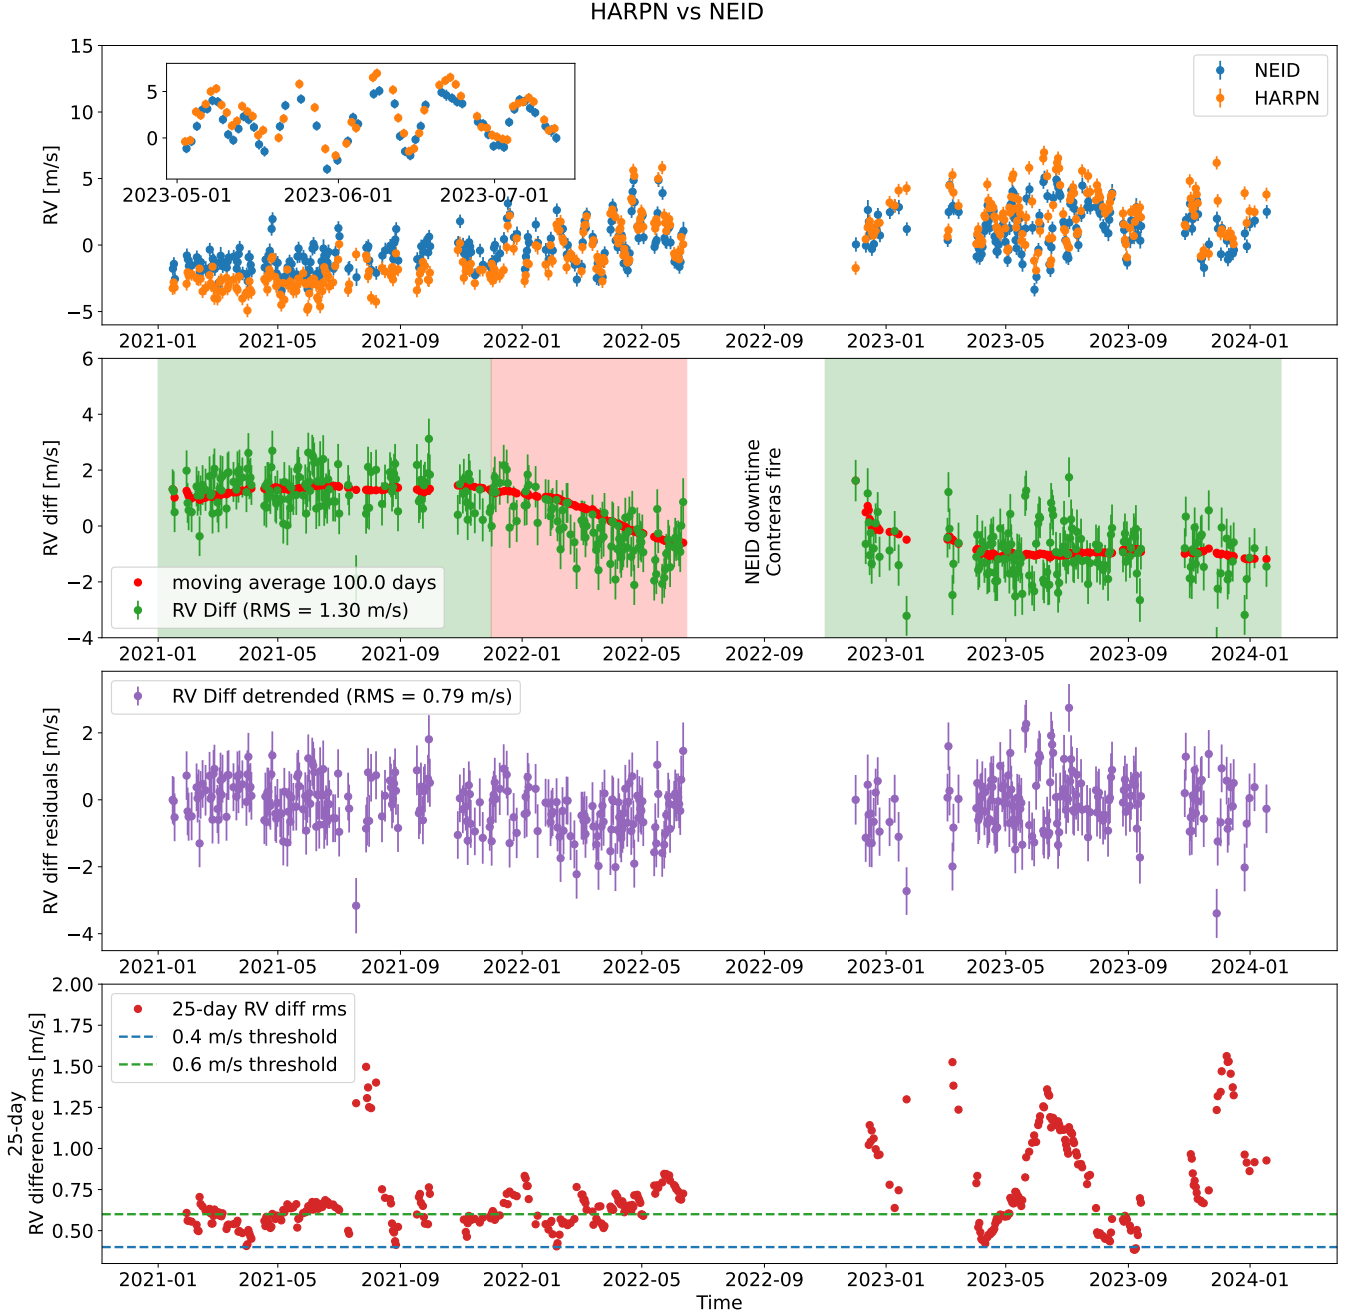 HARPN vs NEID
15
10
5
0
−5
RV [m/s]
5
0
2023-05-01 2023-06-01 2023-07-01
NEID
HARPN
2021-01 2021-05 2021-09 2022-01 2022-05 2022-09 2023-01 2023-05 2023-09 2024-01
6
4
2
0
−2
−4
RV diff [m/s]
NEID downtime
Contreras fire
moving average 100.0 days
RV Diff (RMS = 1.30 m/s)
2021-01 2021-05 2021-09 2022-01 2022-05 2022-09 2023-01 2023-05 2023-09 2024-01
RV Diff detrended (RMS = 0.79 m/s)
2
0
−2
−4
RV diff residuals [m/s]
2021-01 2021-05 2021-09 2022-01 2022-05 2022-09 2023-01 2023-05 2023-09 2024-01
2.00
1.75
1.50
1.25
1.00
0.75
0.50
25-day
RV difference rms [m/s]
25-day RV diff rms
0.4 m/s threshold
0.6 m/s threshold
2021-01 2021-05 2021-09 2022-01 2022-05 2022-09 2023-01 2023-05 2023-09 2024-01
Time